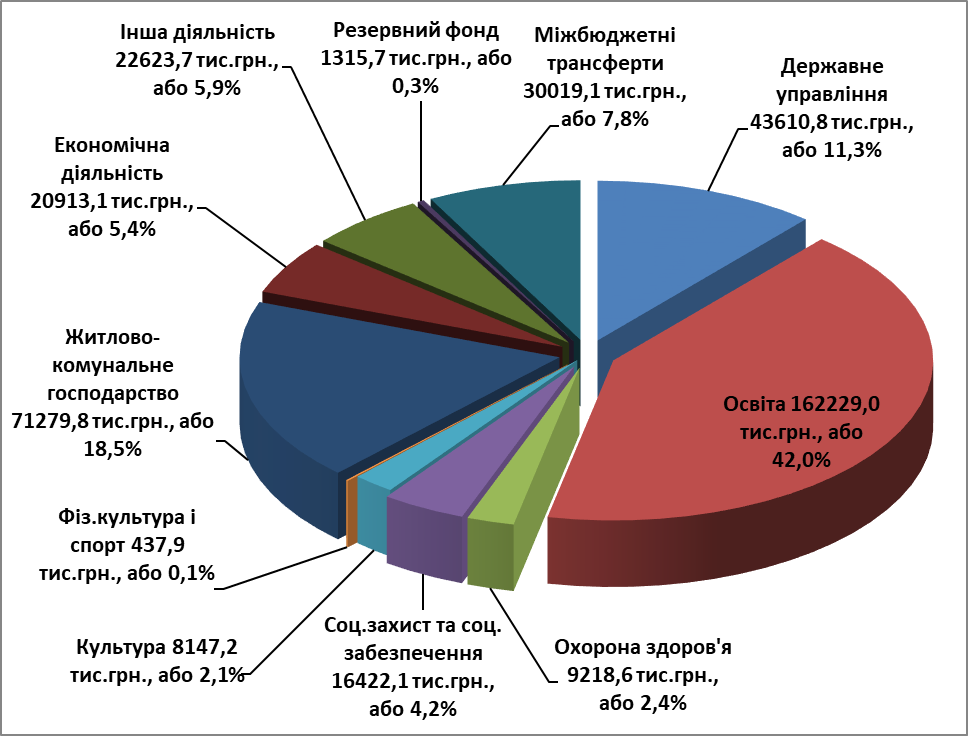 Інша діяльність
22623,7 тис.грн.,
або 5,9%
Резервний фонд
1315,7 тис.грн., або
0,3%
Міжбюджетні
трансферти
30019,1 тис.грн.,
або 7,8%
Державне
управління
43610,8 тис.грн.,
або 11,3%
Економічна
діяльність
20913,1 тис.грн.,
або 5,4%
Житлово-
комунальне
господарство
71279,8 тис.грн., або
18,5%
Освіта 162229,0
тис.грн., або
42,0%
Фіз.культура і
спорт 437,9
тис.грн., або 0,1%
Культура 8147,2
тис.грн., або 2,1%
Соц.захист та соц.
забезпечення
16422,1 тис.грн.,
або 4,2%
Охорона здоров'я
9218,6 тис.грн.,
або 2,4%